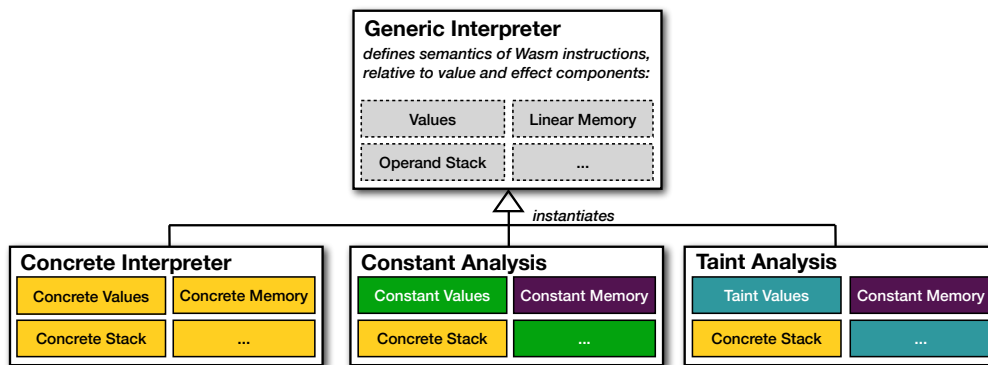 Generic Interpreter
defines semantics of Wasm instructions,
relative to value and effect components:
Values
Linear Memory
Operand Stack
...
instantiates
Concrete Interpreter
Concrete Values
Concrete Memory
Concrete Stack
...
Constant Analysis
Constant Values
Constant Memory
Concrete Stack
...
Taint Analysis
Taint Values
Constant Memory
Concrete Stack
...